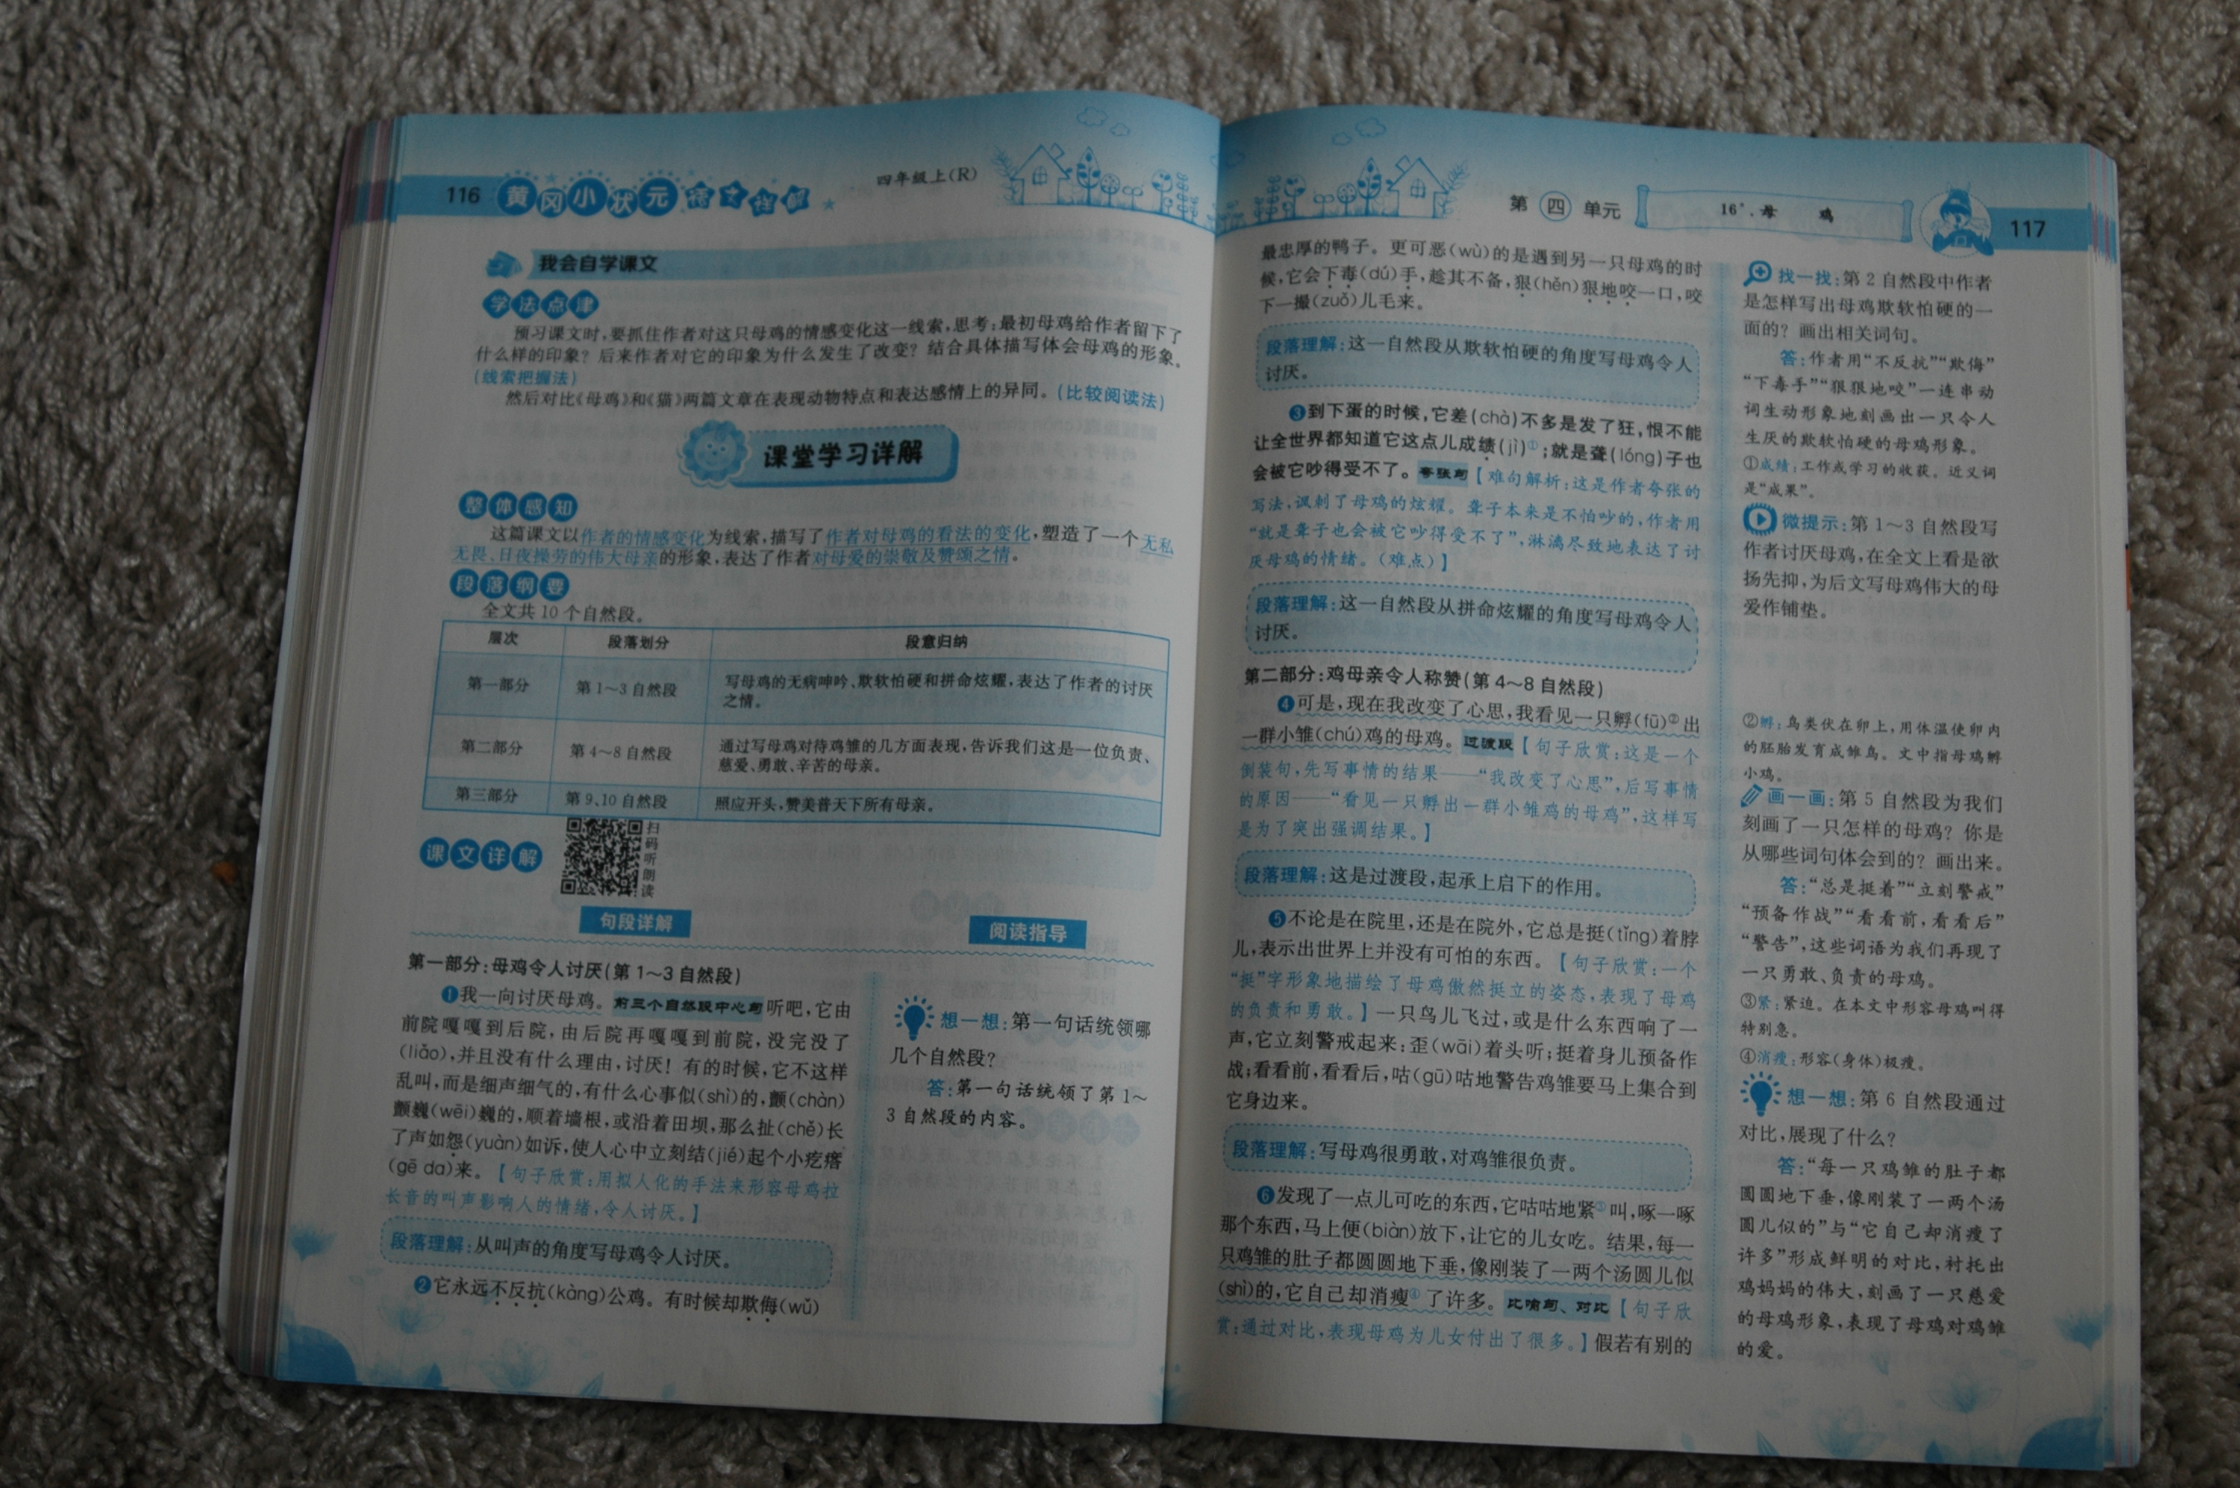 116 黄冈小状元 语文详解 四年级上(R)
我会自学课文
学法点津
预习课文时,要抓住作者对这只母鸡的情感变化这一线索,思考:最初母鸡给作者留下了
什么样的印象?后来作者对它的印象为什么发生了改变?结合具体描写体会母鸡的形象。
(线索把握法)
然后对比《母鸡》和《猫》两篇文章在表现动物特点和表达感情上的异同。(比较阅读法)
课堂学习详解
整体感知
这篇课文以作者的情感变化为线索,描写了作者对母鸡的看法的变化,塑造了一个无私
无畏、日夜操劳的伟大母亲的形象,表达了作者对母爱的崇敬及赞颂之情。
段落纲要
全文共 10 个自然段。
层次 段落划分 段意归纳
第一部分 第 1~3 自然段 写母鸡的无病呻吟、欺软怕硬和拼命炫耀,表达了作者的讨厌
之情。
第二部分 第 4~8 自然段 通过写母鸡对待鸡雏的几方面表现,告诉我们这是一位负责、
慈爱、勇敢、辛苦的母亲。
第三部分 第 9、10 自然段 照应开头,赞美普天下所有母亲。
课文详解
扫
码
听
朗
读
句段详解
第一部分:母鸡令人讨厌(第 1~3 自然段)
❶我一向讨厌母鸡。前三个自然段中心句听吧,它由
前院嘎嘎到后院,由后院再嘎嘎到前院,没完没了
(liǎo),并且没有什么理由,讨厌!有的时候,它不这样
乱叫,而是细声细气的,有什么心事似(shì)的,颤(chàn)
颤巍(wēi)巍的,顺着墙根,或沿着田坝,那么扯(chě)长
了声如怨(yuàn)如诉,使人心中立刻结(jiē)起个小疙瘩
(gē da)来。【句子欣赏:用拟人化的手法来形容母鸡拉
长音的叫声影响人的情绪,令人讨厌。】
段落理解:从叫声的角度写母鸡令人讨厌。
❷它永远不反抗(kàng)公鸡。有时候却欺侮(wǔ)
阅读指导
想一想:第一句话统领哪
几个自然段?
答:第一句话统领了第 1~
3 自然段的内容。
第四单元 16*.母 鸡 117
最忠厚的鸭子。更可恶(wù)的是遇到另一只母鸡的时
候,它会下毒(dú)手,趁其不备,狠(hěn)狠地咬一口,咬
下一撮(zuǒ)儿毛来。
段落理解:这一自然段从欺软怕硬的角度写母鸡令人
讨厌。
❸到下蛋的时候,它差(chà)不多是发了狂,恨不能
让全世界都知道它这点儿成绩(jì)①;就是聋(lóng)子也
会被它吵得受不了。夸张句【难句解析:这是作者夸张的
写法,讽刺了母鸡的炫耀。聋子本来是不怕吵的,作者用
“就是聋子也会被它吵得受不了”,淋漓尽致地表达了讨
厌母鸡的情绪。(难点)】
段落理解:这一自然段从拼命炫耀的角度写母鸡令人
讨厌。
第二部分:鸡母亲令人称赞(第 4~8 自然段)
❹可是,现在我改变了心思,我看见一只孵(fū)②出
一群小雏(chú)鸡的母鸡。过渡段【句子欣赏:这是一个
倒装句,先写事情的结果——“我改变了心思”,后写事情
的原因——“看见一只孵出一群小雏鸡的母鸡”,这样写
是为了突出强调结果。】
段落理解:这是过渡段,起承上启下的作用。
❺不论是在院里,还是在院外,它总是挺(tǐng)着脖
儿,表示出世界上并没有可怕的东西。【句子欣赏:一个
“挺”字形象地描绘了母鸡傲然挺立的姿态,表现了母鸡
的负责和勇敢。】一只鸟儿飞过,或是什么东西响了一
声,它立刻警戒起来:歪(wāi)着头听;挺着身儿预备作
战;看看前,看看后,咕(gū)咕地警告鸡雏要马上集合到
它身边来。
段落理解:写母鸡很勇敢,对鸡雏很负责。
❻发现了一点儿可吃的东西,它咕咕地紧③叫,啄一啄
那个东西,马上便(biàn)放下,让它的儿女吃。结果,每一
只鸡雏的肚子都圆圆地下垂,像刚装了一两个汤圆儿似
(shì)的,它自己却消瘦④了许多。比喻句、对比【句子欣
赏:通过对比,表现母鸡为儿女付出了很多。】假若有别的
找一找:第 2 自然段中作者
是怎样写出母鸡欺软怕硬的一
面的?画出相关词句。
答:作者用“不反抗”“欺侮”
“下毒手”“狠狠地咬”一连串动
词生动形象地刻画出一只令人
生厌的欺软怕硬的母鸡形象。
①成绩:工作或学习的收获。近义词
是“成果”。
微提示:第 1~3 自然段写
作者讨厌母鸡,在全文上看是欲
扬先抑,为后文写母鸡伟大的母
爱作铺垫。
②孵:鸟类伏在卵上,用体温使卵内
的胚胎发育成雏鸟。文中指母鸡孵
小鸡。
画一画:第 5 自然段为我们
刻画了一只怎样的母鸡?你是
从哪些词句体会到的?画出来。
答:“总是挺着”“立刻警戒”
“预备作战”“看看前,看看后”
“警告”,这些词语为我们再现了
一只勇敢、负责的母鸡。
③紧:紧迫。在本文中形容母鸡叫得
特别急。
④消瘦:形容(身体)极瘦。
想一想:第 6 自然段通过
对比,展现了什么?
答:“每一只鸡雏的肚子都
圆圆地下垂,像刚装了一两个汤
圆儿似的”与“它自己却消瘦了
许多”形成鲜明的对比,衬托出
鸡妈妈的伟大,刻画了一只慈爱
的母鸡形象,表现了母鸡对鸡雏
的爱。